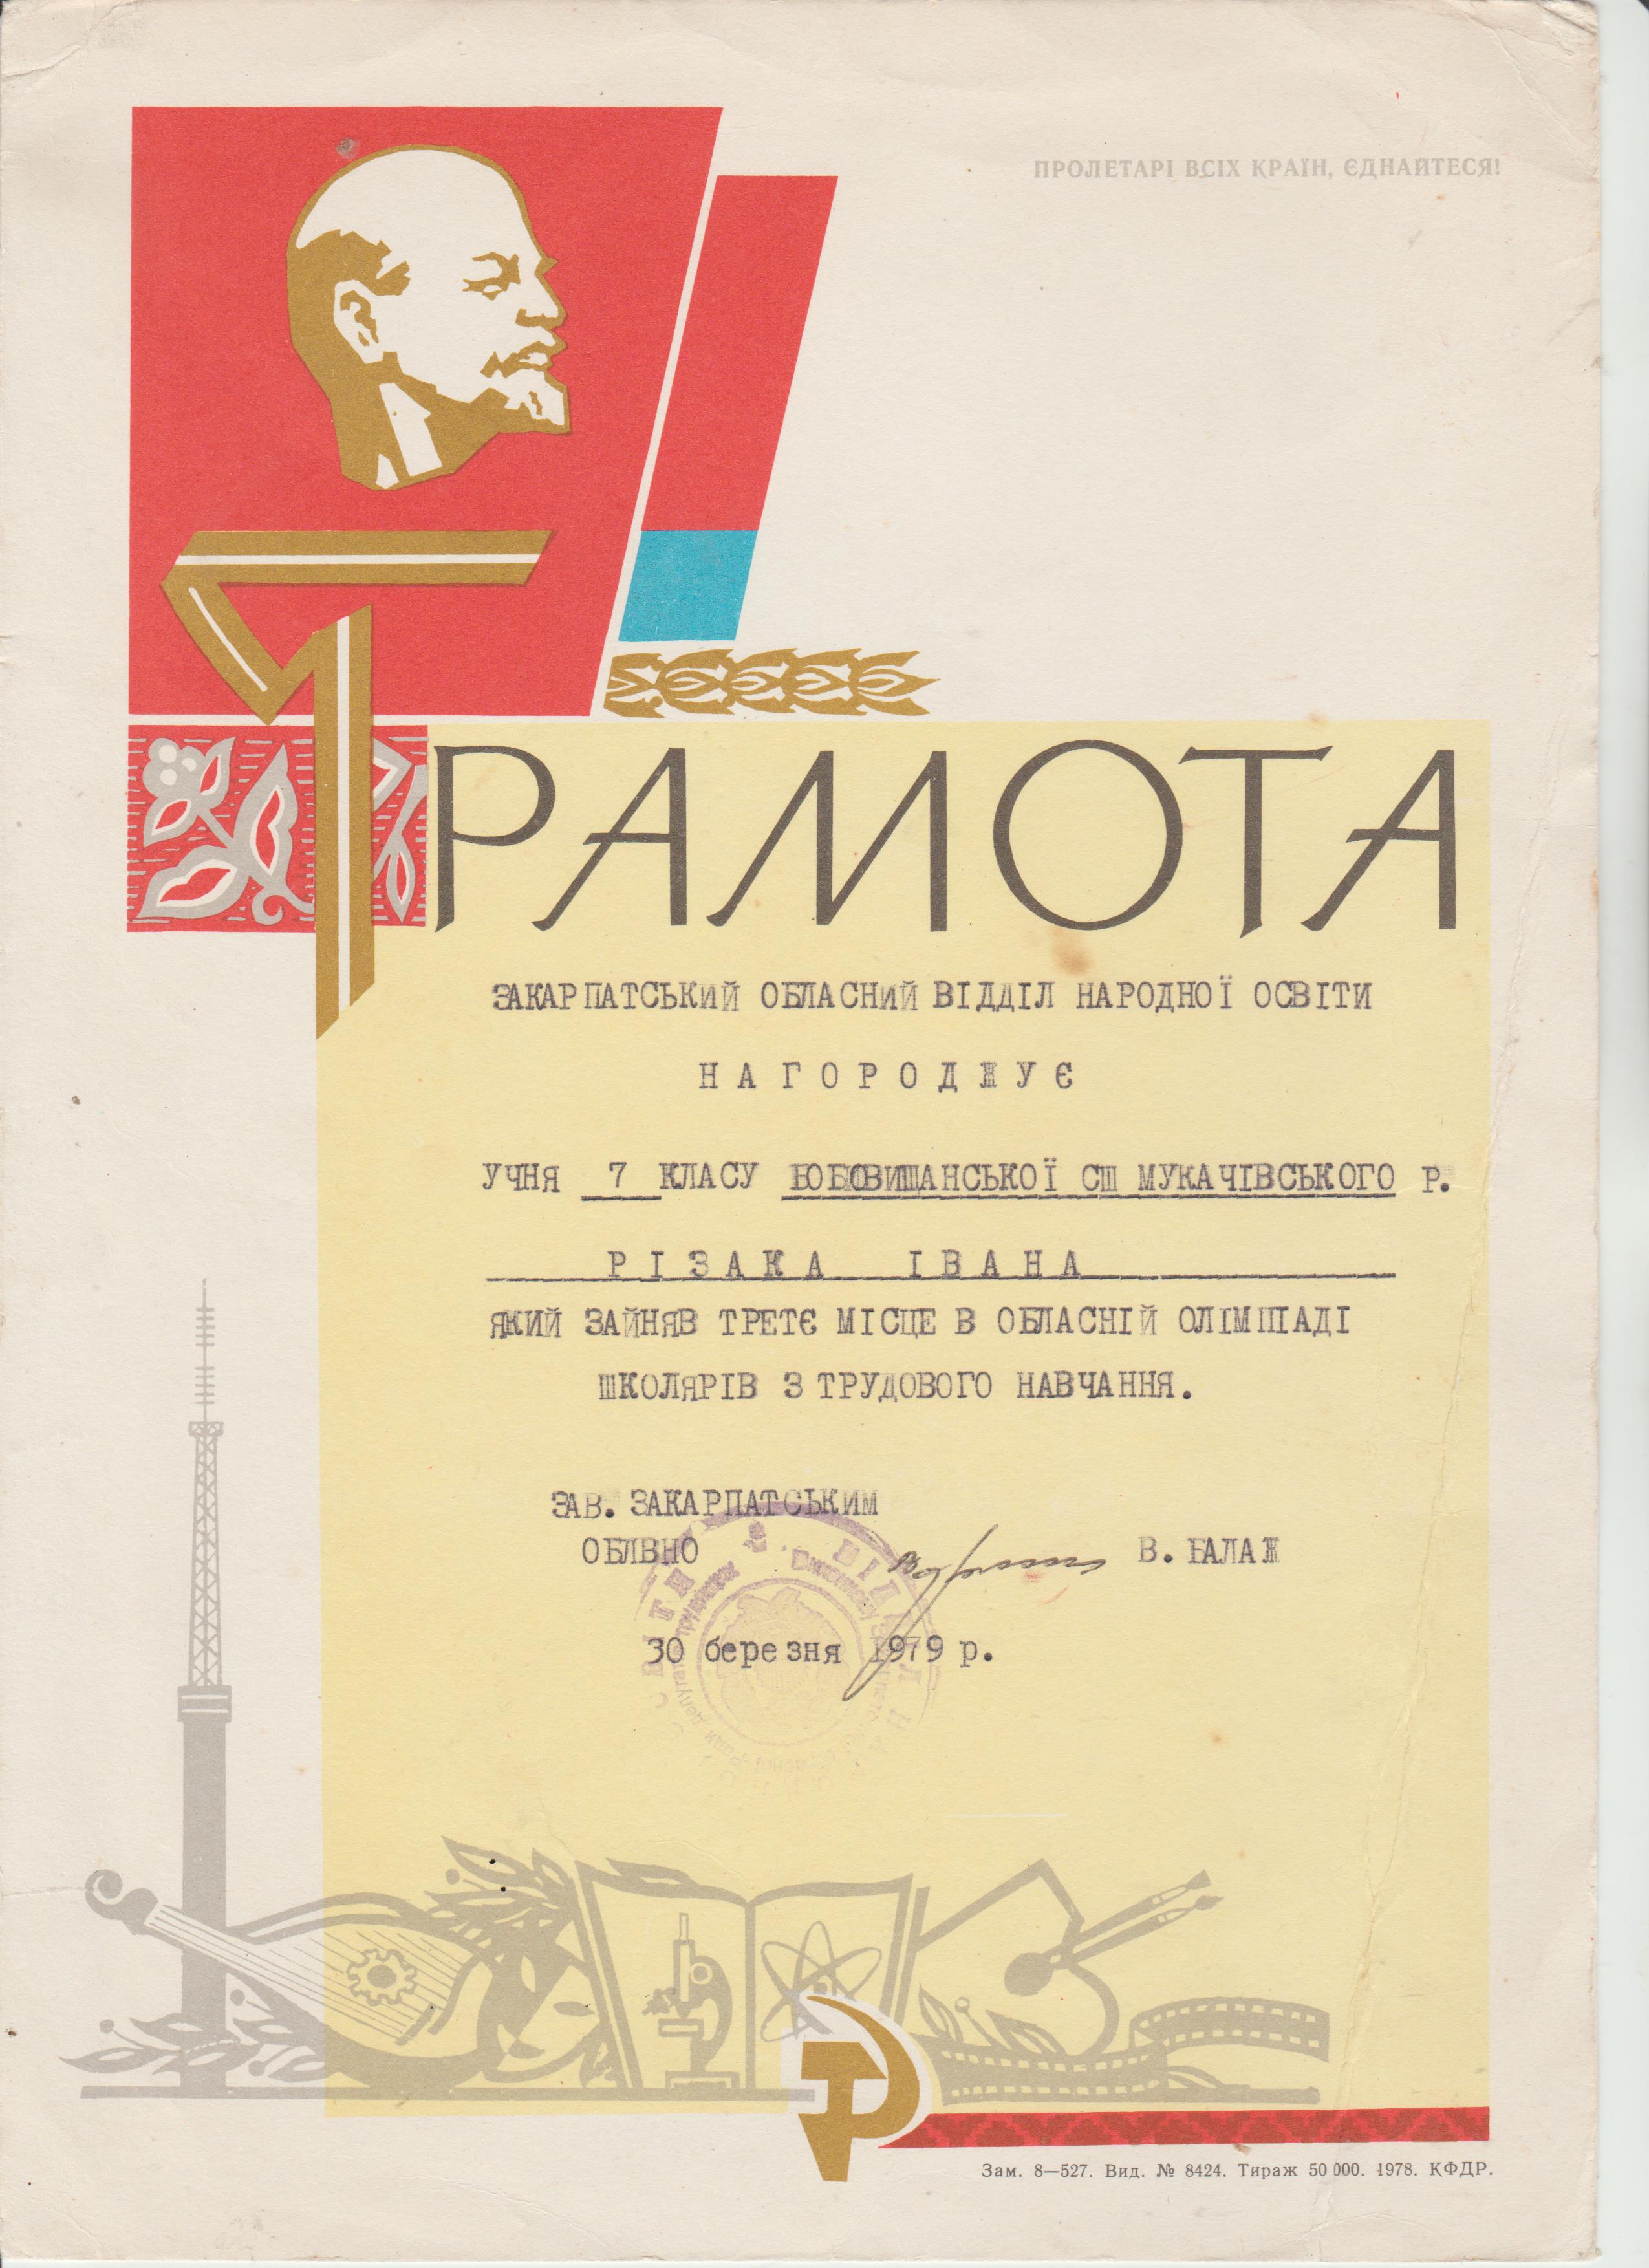 ПРОЛЕТАРІ ВСІХ КРАЇН, ЄДНАЙТЕСЯ!
ГРАМОТА
ЗАКАРПАТСЬКИЙ ОБЛАСНИЙ ВІДДІЛ НАРОДНОЇ ОСВІТИ
НАГОРОДЖУЄ
УЧНЯ 7 КЛАСУ БОБОВИЩАНСЬКОЇ СШ МУКАЧІВСЬКОГО Р.
РІЗАКА ІВАНА
ЯКИЙ ЗАЙНЯВ ТРЕТЄ МІСЦЕ В ОБЛАСНІЙ ОЛІМПІАДІ
ШКОЛЯРІВ З ТРУДОВОГО НАВЧАННЯ.
ЗАВ. ЗАКАРПАТСЬКИМ
ОБЛВНО В. БАЛАЖ
30 березня 1979 р.
Зам. 8—527. Вид. № 8424. Тираж 50 000. 1978. КФДР.